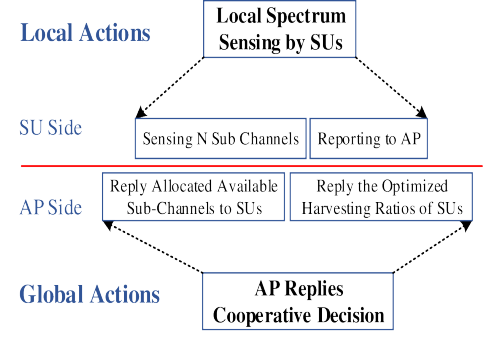 Local Actions
Local Spectrum
Sensing by SUs
SU Side
Sensing N Sub Channels
Reporting to AP
AP Side
Reply Allocated Available
Sub-Channels to SUs
Reply the Optimized
Harvesting Ratios of SUs
Global Actions
AP Replies
Cooperative Decision